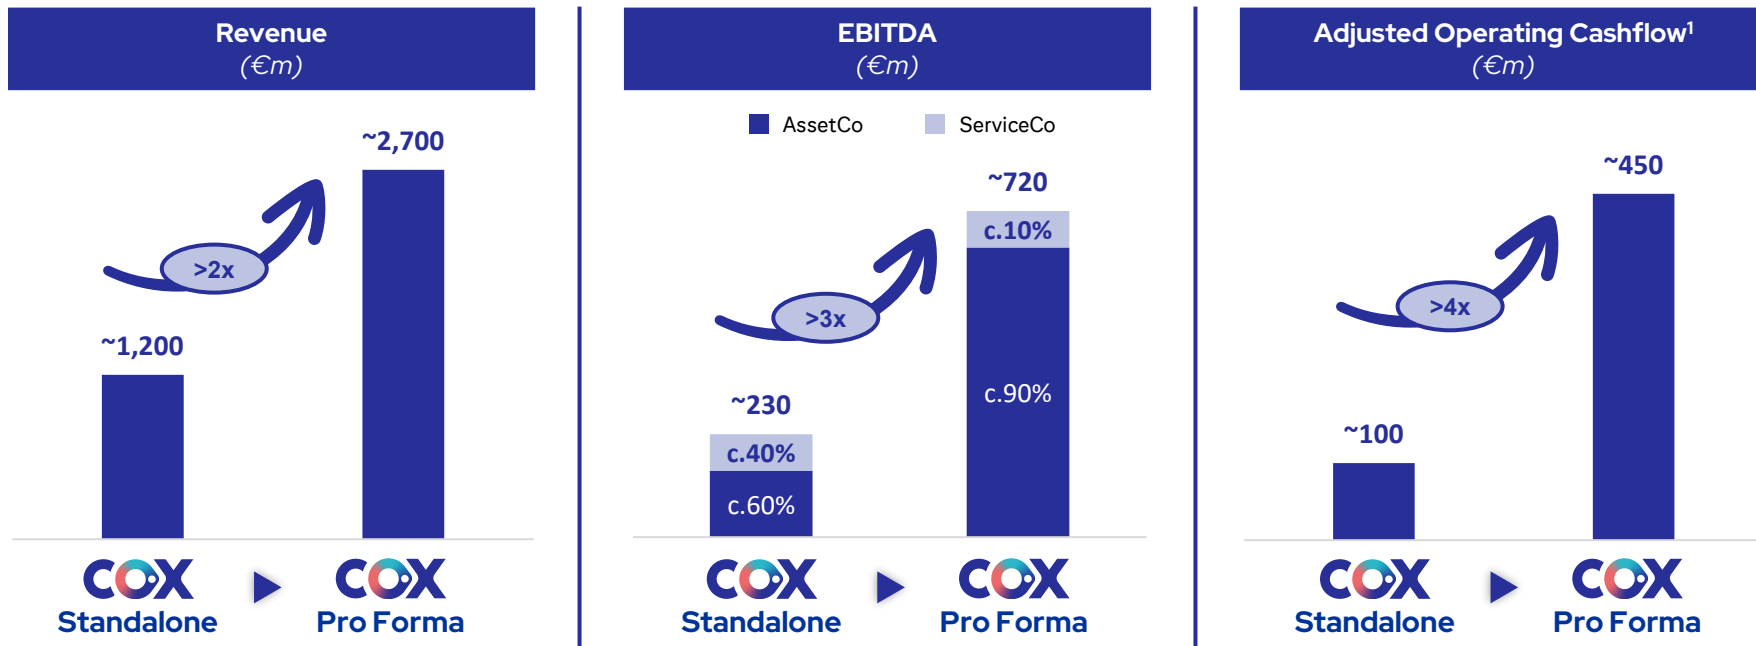 Revenue
(€m)
~2,700
>2x
~1,200
COX
Standalone
COX
Pro Forma
EBITDA
(€m)
AssetCo
ServiceCo
~720
c.10%
>3x
c.90%
~230
c.40%
c.60%
COX
Standalone
COX
Pro Forma
Adjusted Operating Cashflow¹
(€m)
~450
>4x
~100
COX
Standalone
COX
Pro Forma